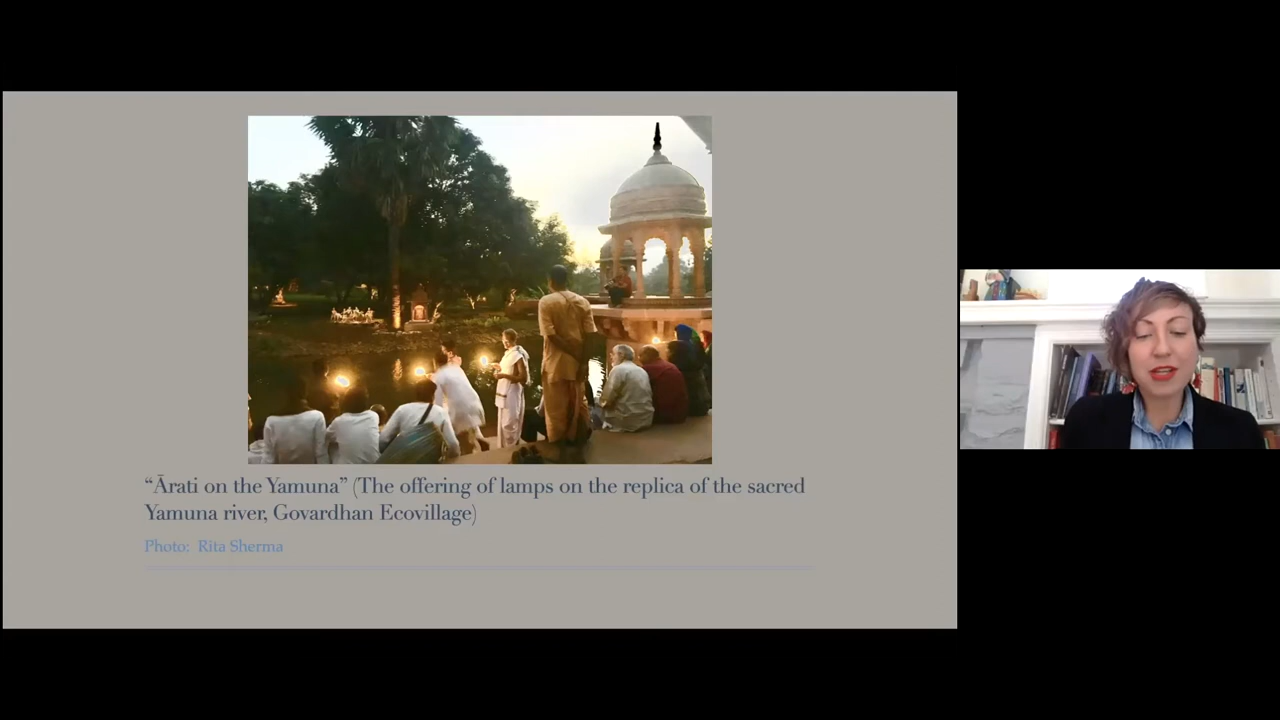 “Ārati on the Yamuna” (The offering of lamps on the replica of the sacred
Yamuna river, Govardhan Ecovillage)
Photo: Rita Sherma